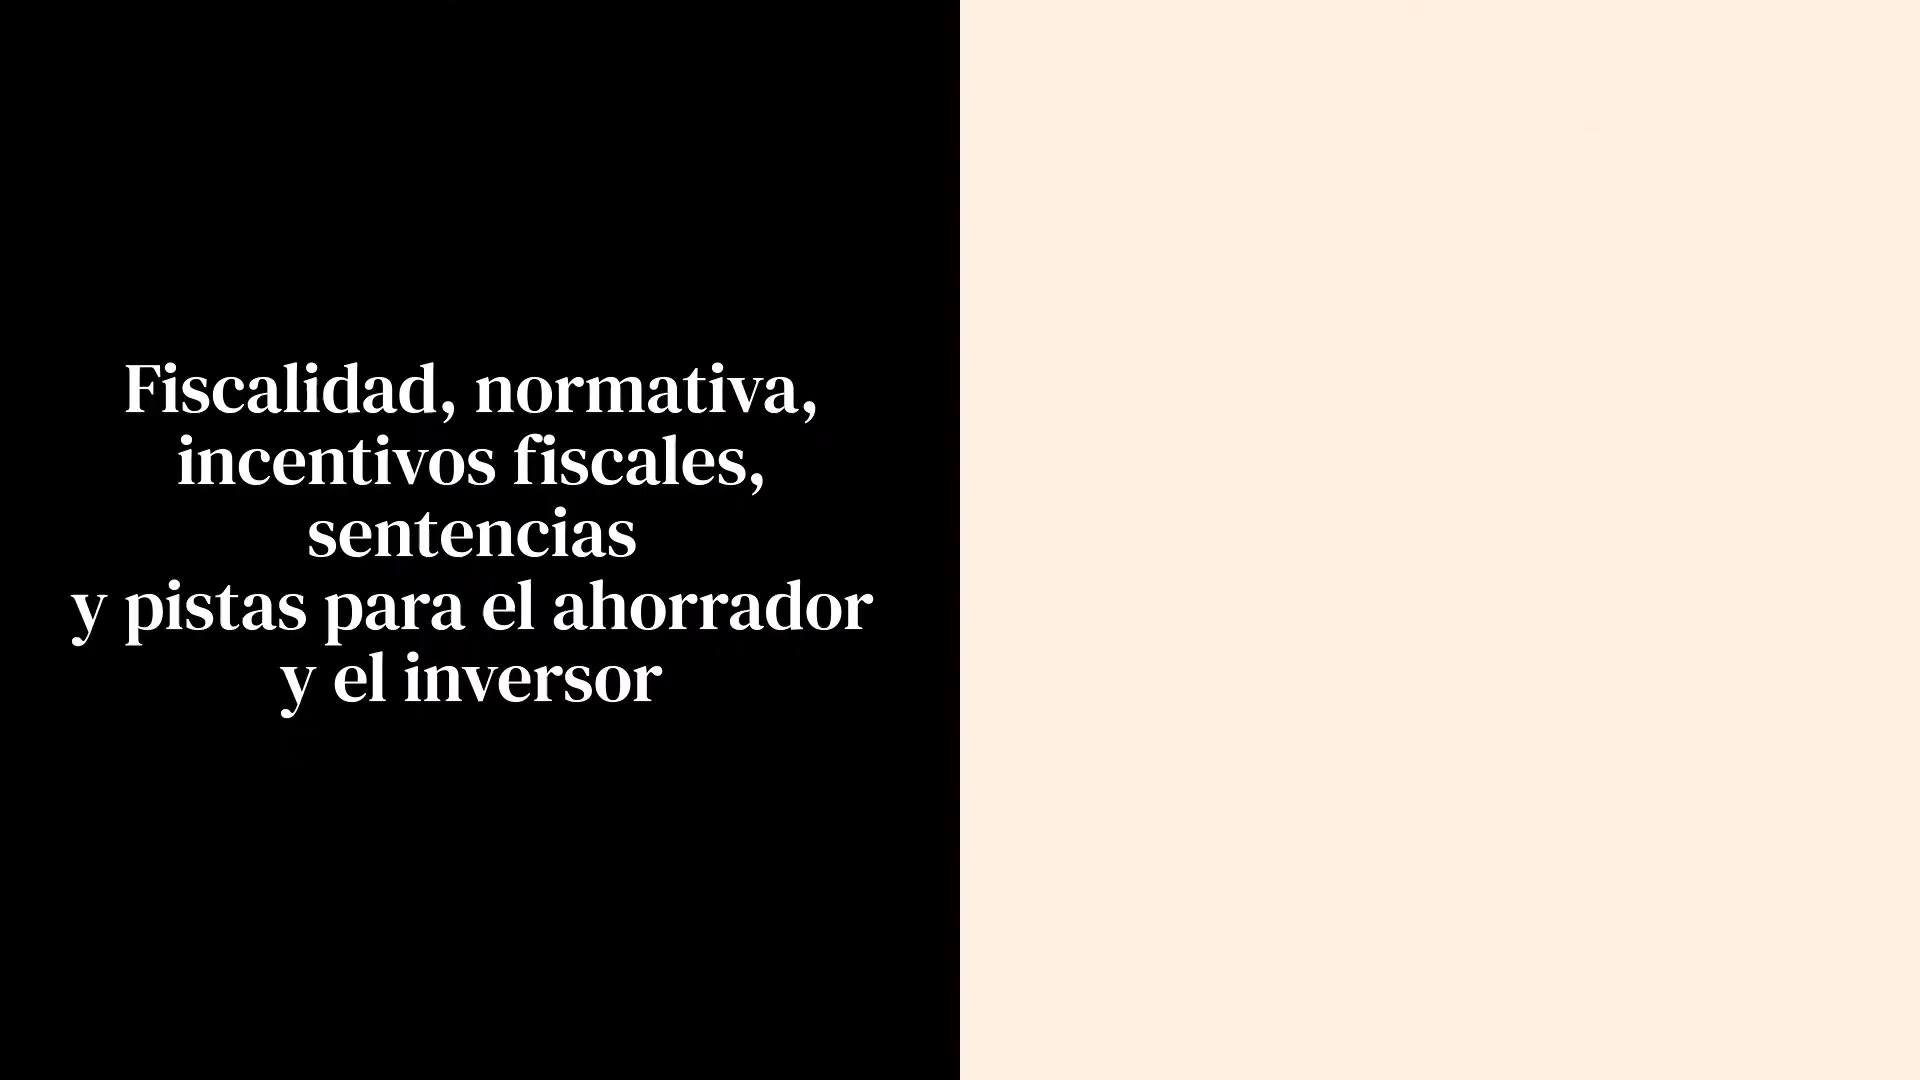 Fiscalidad, normativa,
incentivos fiscales,
sentencias
y pistas para el ahorrador
y el inversor